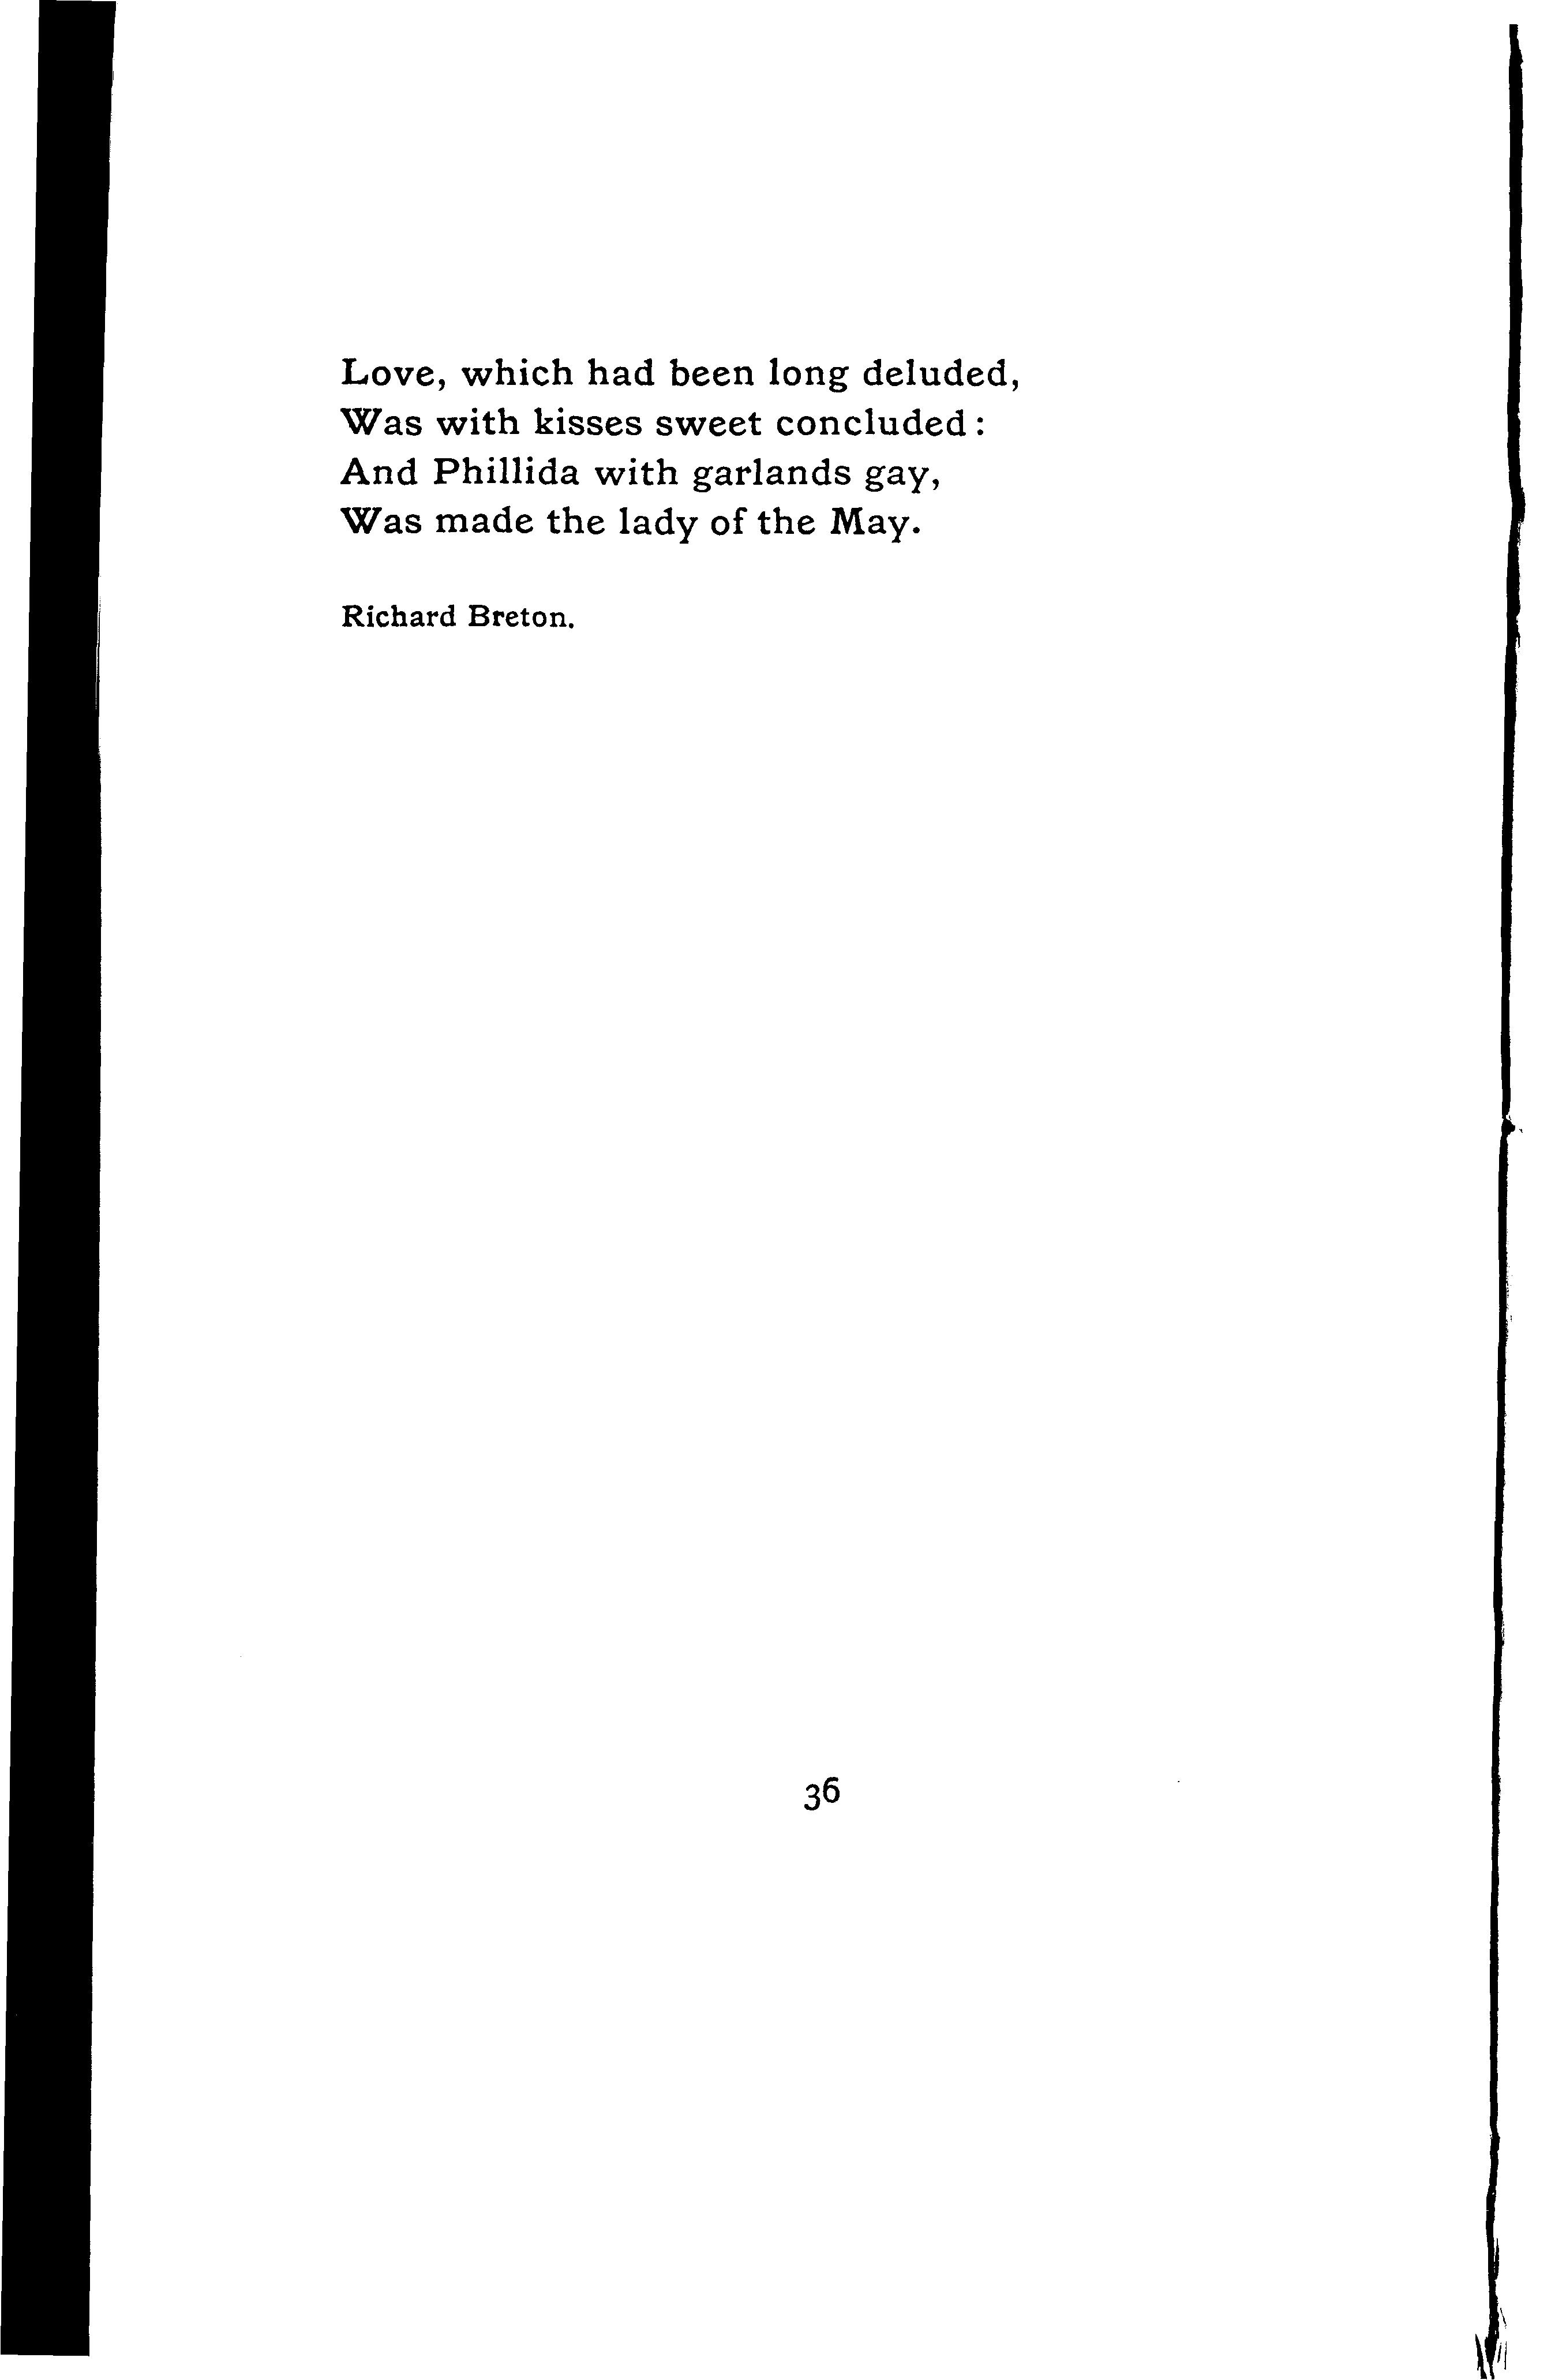 Love, which had been long deluded,
Was with kisses sweet concluded :
And Phillida with garlands gay,
Was made the lady of the May.
Richard Breton.
36